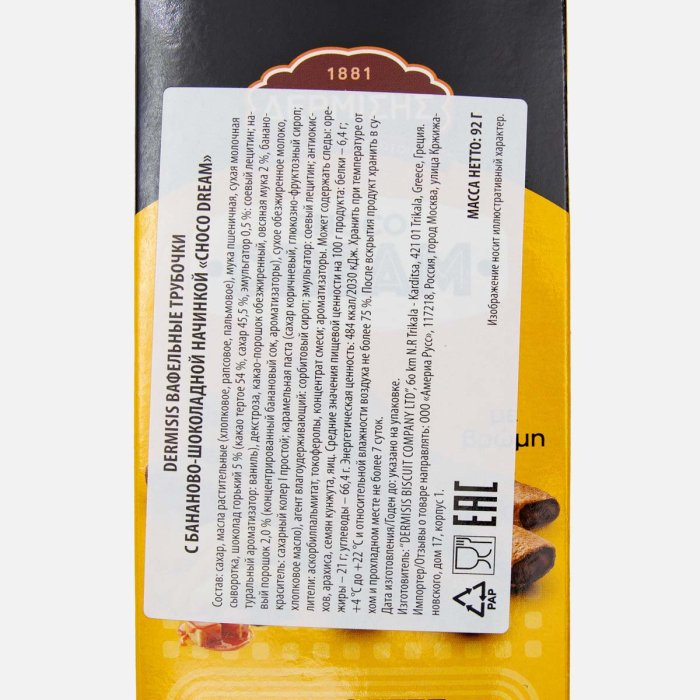 1881
ΔΕΡΜΙΣΗΣ
DERMISIS ВАФЕЛЬНЫЕ ТРУБОЧКИ
С БАНАНОВО-ШОКОЛАДНОЙ НАЧИНКОЙ «CHOCO DREAM»
Состав: сахар, масла растительные (хлопковое, рапсовое, пальмовое), мука пшеничная, сухая молочная
сыворотка, шоколад горький 5 % (какао тертое 54 %, сахар 45,5 %, эмульгатор 0,5 %: соевый лецитин; на-
туральный ароматизатор: ваниль), декстроза, какао-порошок обезжиренный, овсяная мука 2 %, банано-
вый порошок 2,0 % (концентрированный банановый сок, ароматизаторы), сухое обезжиренное молоко,
краситель: сахарный колер I простой; карамельная паста (сахар коричневый, глюкозно-фруктозный сироп;
хлопковое масло), агент влагоудерживающий: сорбитовый сироп; эмульгатор: соевый лецитин; антиокис-
лители: аскорбилпальмитат, токоферолы, концентрат смеси; ароматизаторы. Может содержать следы: оре-
хов, арахиса, семян кунжута, яиц. Средние значения пищевой ценности на 100 г продукта: белки – 6,4 г;
жиры – 21 г; углеводы – 66,4 г. Энергетическая ценность: 484 ккал/2030 кДж. Хранить при температуре от
+4 °С до +22 °С и относительной влажности воздуха не более 75 %. После вскрытия продукт хранить в су-
хом и прохладном месте не более 7 суток.
Дата изготовления/Годен до: указано на упаковке.
Изготовитель: "DERMISIS BISCUIT COMPANY LTD", 6o km N.R Trikala - Karditsa, 421 01 Trikala, Greece, Греция.
Импортер/Отзывы о товаре направлять: ООО «Америа Русс», 117218, Россия, город Москва, улица Кржижа-
новского, дом 17, корпус 1.
МАССА НЕТТО: 92 Г
Изображение носит иллюстративный характер.
EAC
PAP